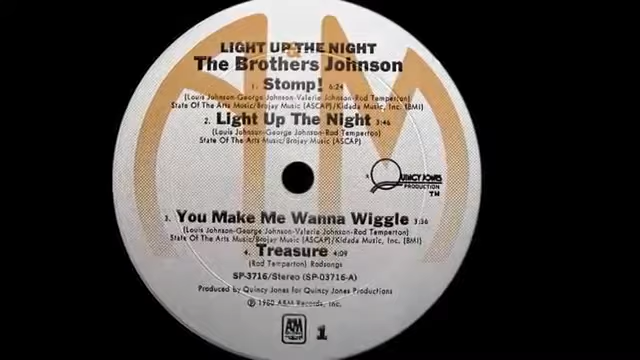 LIGHT UP THE NIGHT
The Brothers Johnson
1. Stomp! 6:24
(Louis Johnson-George Johnson-Valerie Johnson-Rod Temperton)
State Of The Arts Music/Brojay Music (ASCAP)/Kidada Music, Inc. (BMI)
2. Light Up The Night 3:46
(Louis Johnson-George Johnson-Rod Temperton)
State Of The Arts Music/Brojay Music (ASCAP)
A
QUINCY JONES
PRODUCTION
TM
3. You Make Me Wanna Wiggle 3:36
(Louis Johnson-George Johnson-Valerie Johnson-Rod Temperton)
State Of The Arts Music/Brojay Music (ASCAP)/Kidada Music, Inc. (BMI)
4. Treasure 4:09
(Rod Temperton) Rodsongs
SP-3716/Stereo (SP-03716-A)
Produced by Quincy Jones for Quincy Jones Productions
© 1980 A&M Records, Inc.
A&M
1